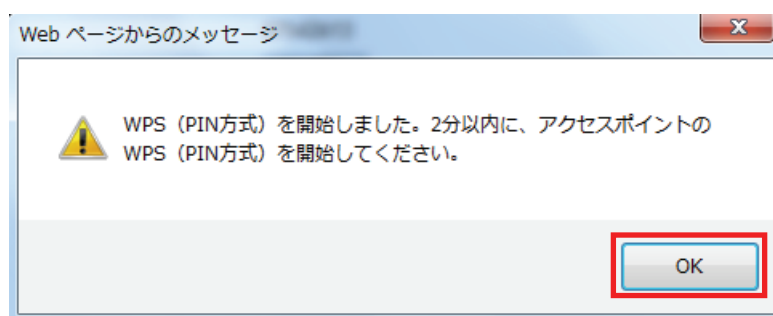 Web ページからのメッセージ
WPS（PIN方式）を開始しました。2分以内に、アクセスポイントの
WPS（PIN方式）を開始してください。
OK